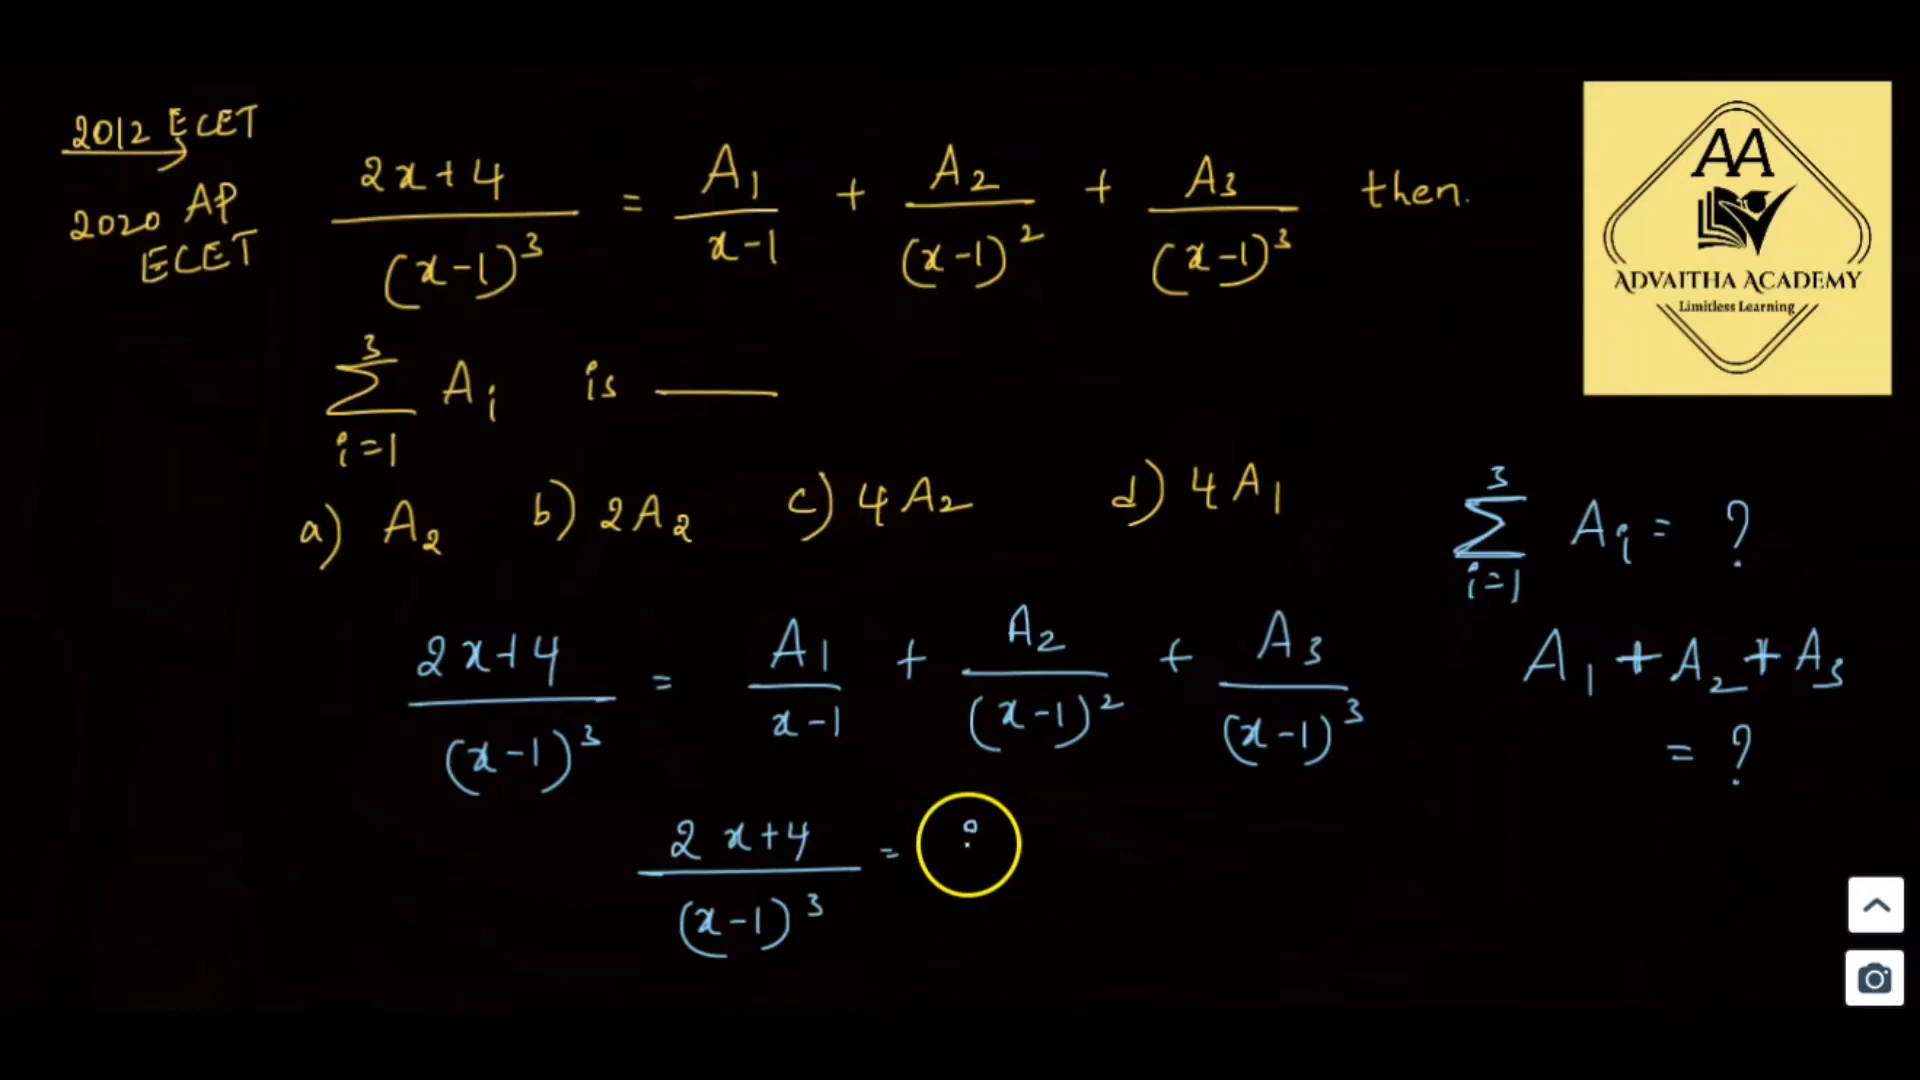 2012 ECET
2020 AP
ECET
2x+4 / (x-1)³ = A₁ / x-1 + A₂ / (x-1)² + A₃ / (x-1)³ then.
3
∑ Aᵢ is ____
i=1
a) A₂ b) 2A₂ c) 4A₂ d) 4A₁
AA
ADVAITHA ACADEMY
Limitless Learning
3
∑ Aᵢ = ?
i=1
A₁ + A₂ + A₃
= ?
2x+4 / (x-1)³ = A₁ / x-1 + A₂ / (x-1)² + A₃ / (x-1)³
2x+4 / (x-1)³ =